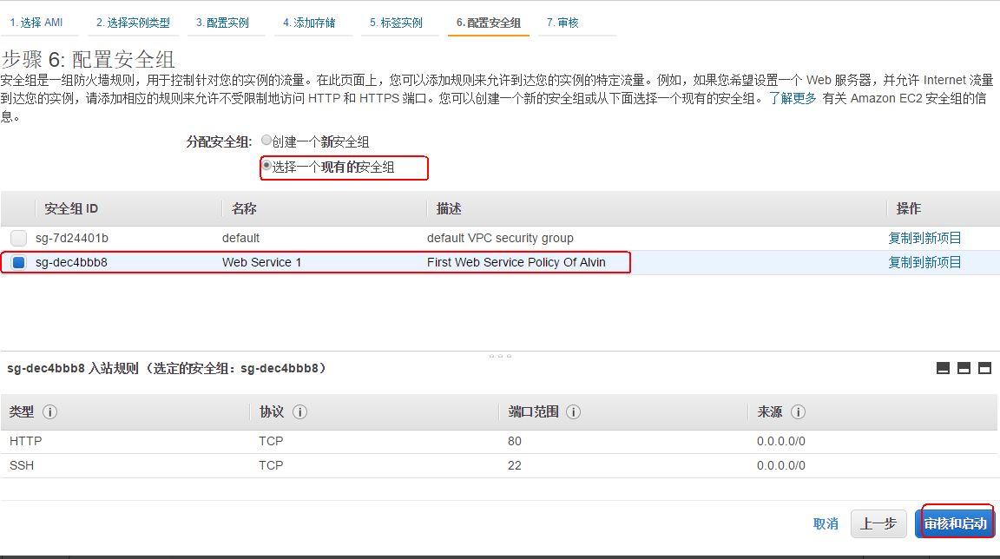 1. 选择 AMI 2. 选择实例类型 3. 配置实例 4. 添加存储 5. 标签实例 6. 配置安全组 7. 审核
步骤 6: 配置安全组
安全组是一组防火墙规则，用于控制针对您的实例的流量。在此页面上，您可以添加规则来允许到达您的实例的特定流量。例如，如果您希望设置一个 Web 服务器，并允许 Internet 流量
到达您的实例，请添加相应的规则来允许不受限制地访问 HTTP 和 HTTPS 端口。您可以创建一个新的安全组或从下面选择一个现有的安全组。 了解更多 有关 Amazon EC2 安全组的信
息。
分配安全组: 创建一个新安全组
选择一个现有的安全组
安全组 ID 名称 描述 操作
sg-7d24401b default default VPC security group 复制到新项目
sg-dec4bbb8 Web Service 1 First Web Service Policy Of Alvin 复制到新项目
sg-dec4bbb8 入站规则（选定的安全组：sg-dec4bbb8）
类型 协议 端口范围 来源
HTTP TCP 80 0.0.0.0/0
SSH TCP 22 0.0.0.0/0
取消 上一步 审核和启动